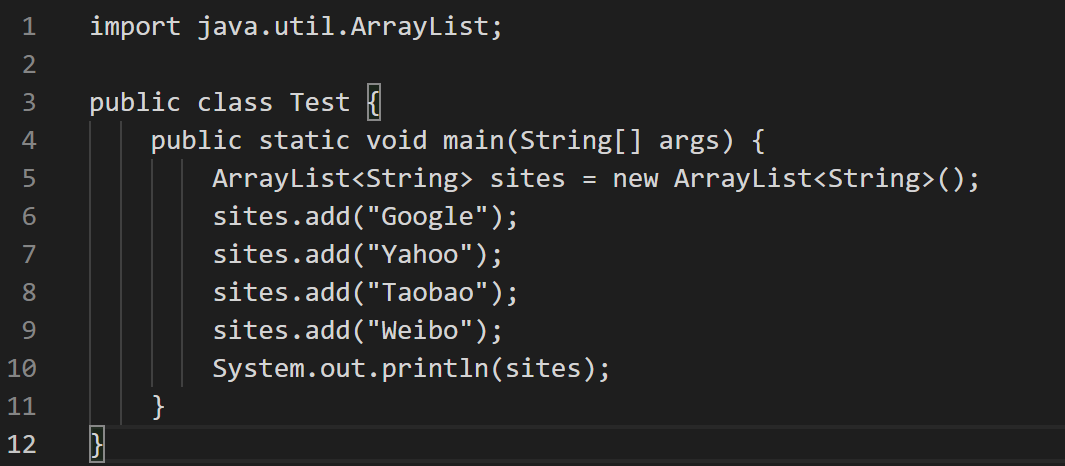 1 import java.util.ArrayList;
2
3 public class Test {
4     public static void main(String[] args) {
5         ArrayList<String> sites = new ArrayList<String>();
6         sites.add("Google");
7         sites.add("Yahoo");
8         sites.add("Taobao");
9         sites.add("Weibo");
10         System.out.println(sites);
11     }
12 }